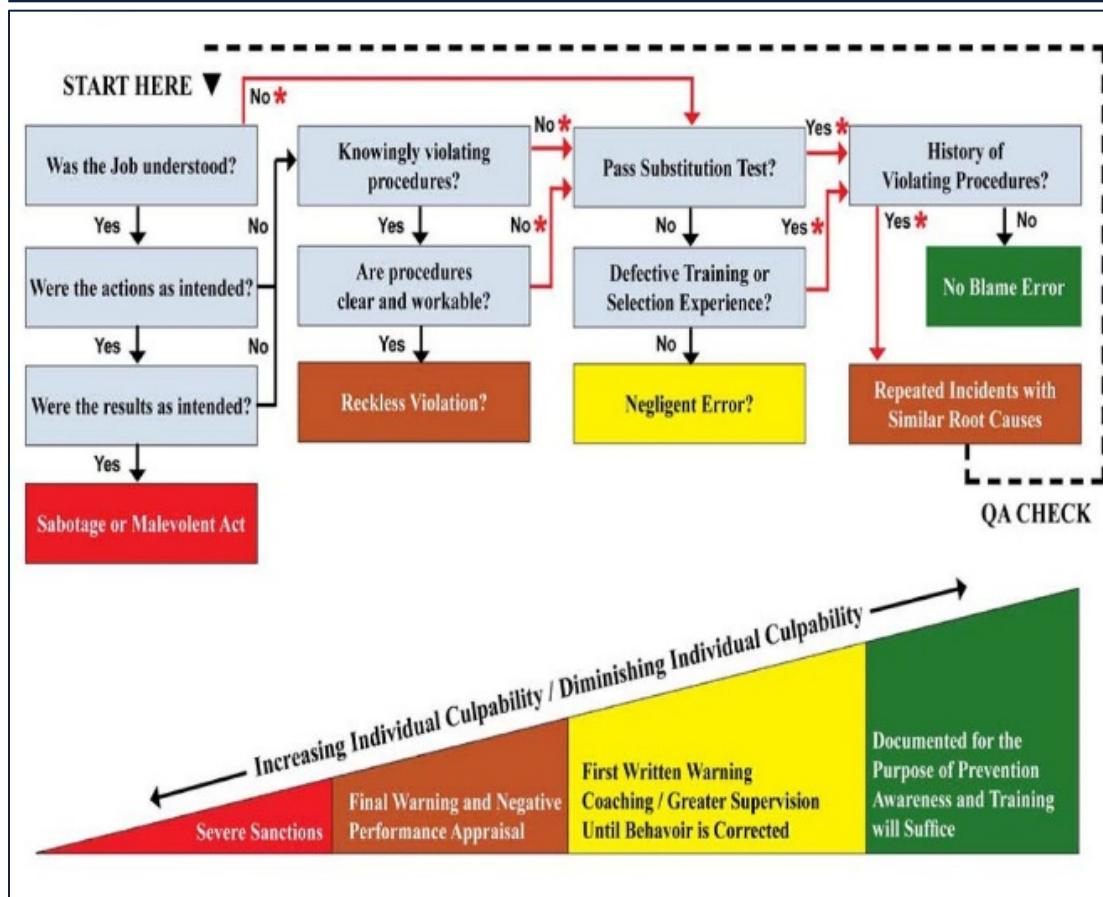 START HERE
No *
Was the Job understood?
Yes
No
Were the actions as intended?
Yes
No
Were the results as intended?
Yes
Sabotage or Malevolent Act
Knowingly violating
procedures?
No *
Yes
No *
Are procedures
clear and workable?
Yes
Reckless Violation?
Pass Substitution Test?
Yes *
No
Yes *
Defective Training or
Selection Experience?
No
Negligent Error?
History of
Violating Procedures?
Yes *
No
No Blame Error
Repeated Incidents with
Similar Root Causes
QA CHECK
Increasing Individual Culpability / Diminishing Individual Culpability
Severe Sanctions
Final Warning and Negative
Performance Appraisal
First Written Warning
Coaching / Greater Supervision
Until Behavoir is Corrected
Documented for the
Purpose of Prevention
Awareness and Training
will Suffice